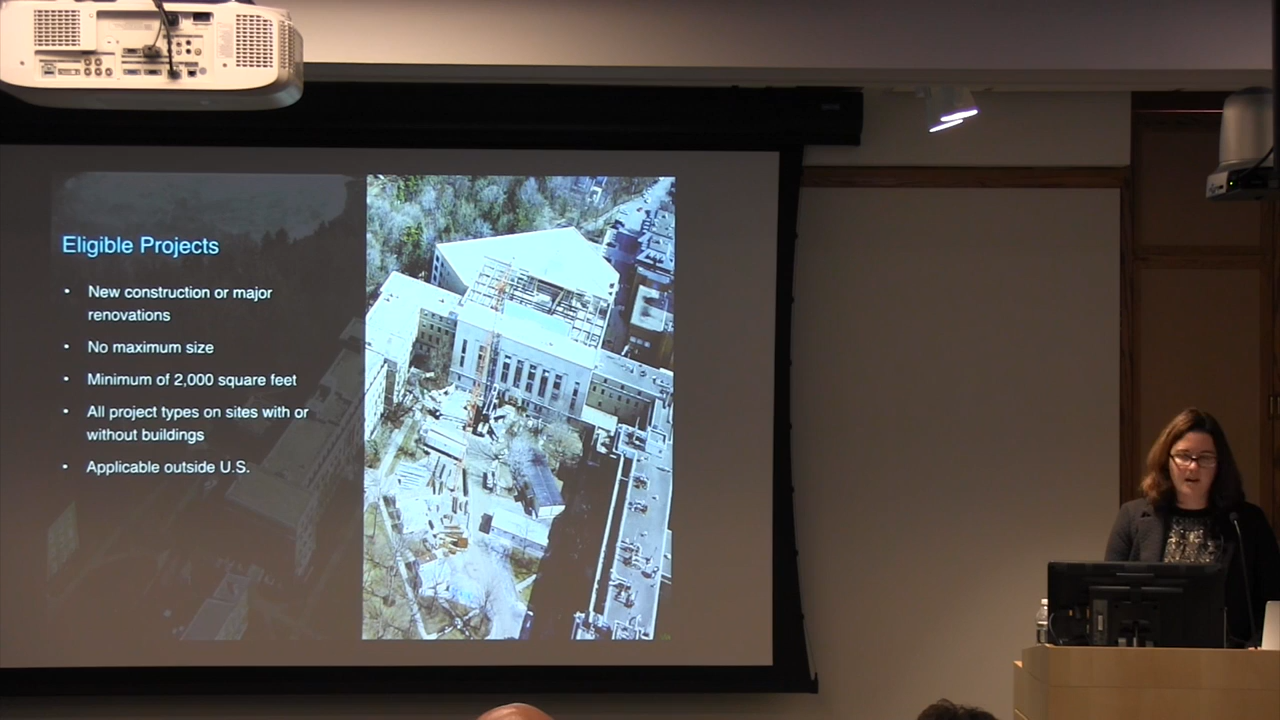 Eligible Projects
• New construction or major
renovations
• No maximum size
• Minimum of 2,000 square feet
• All project types on sites with or
without buildings
• Applicable outside U.S.